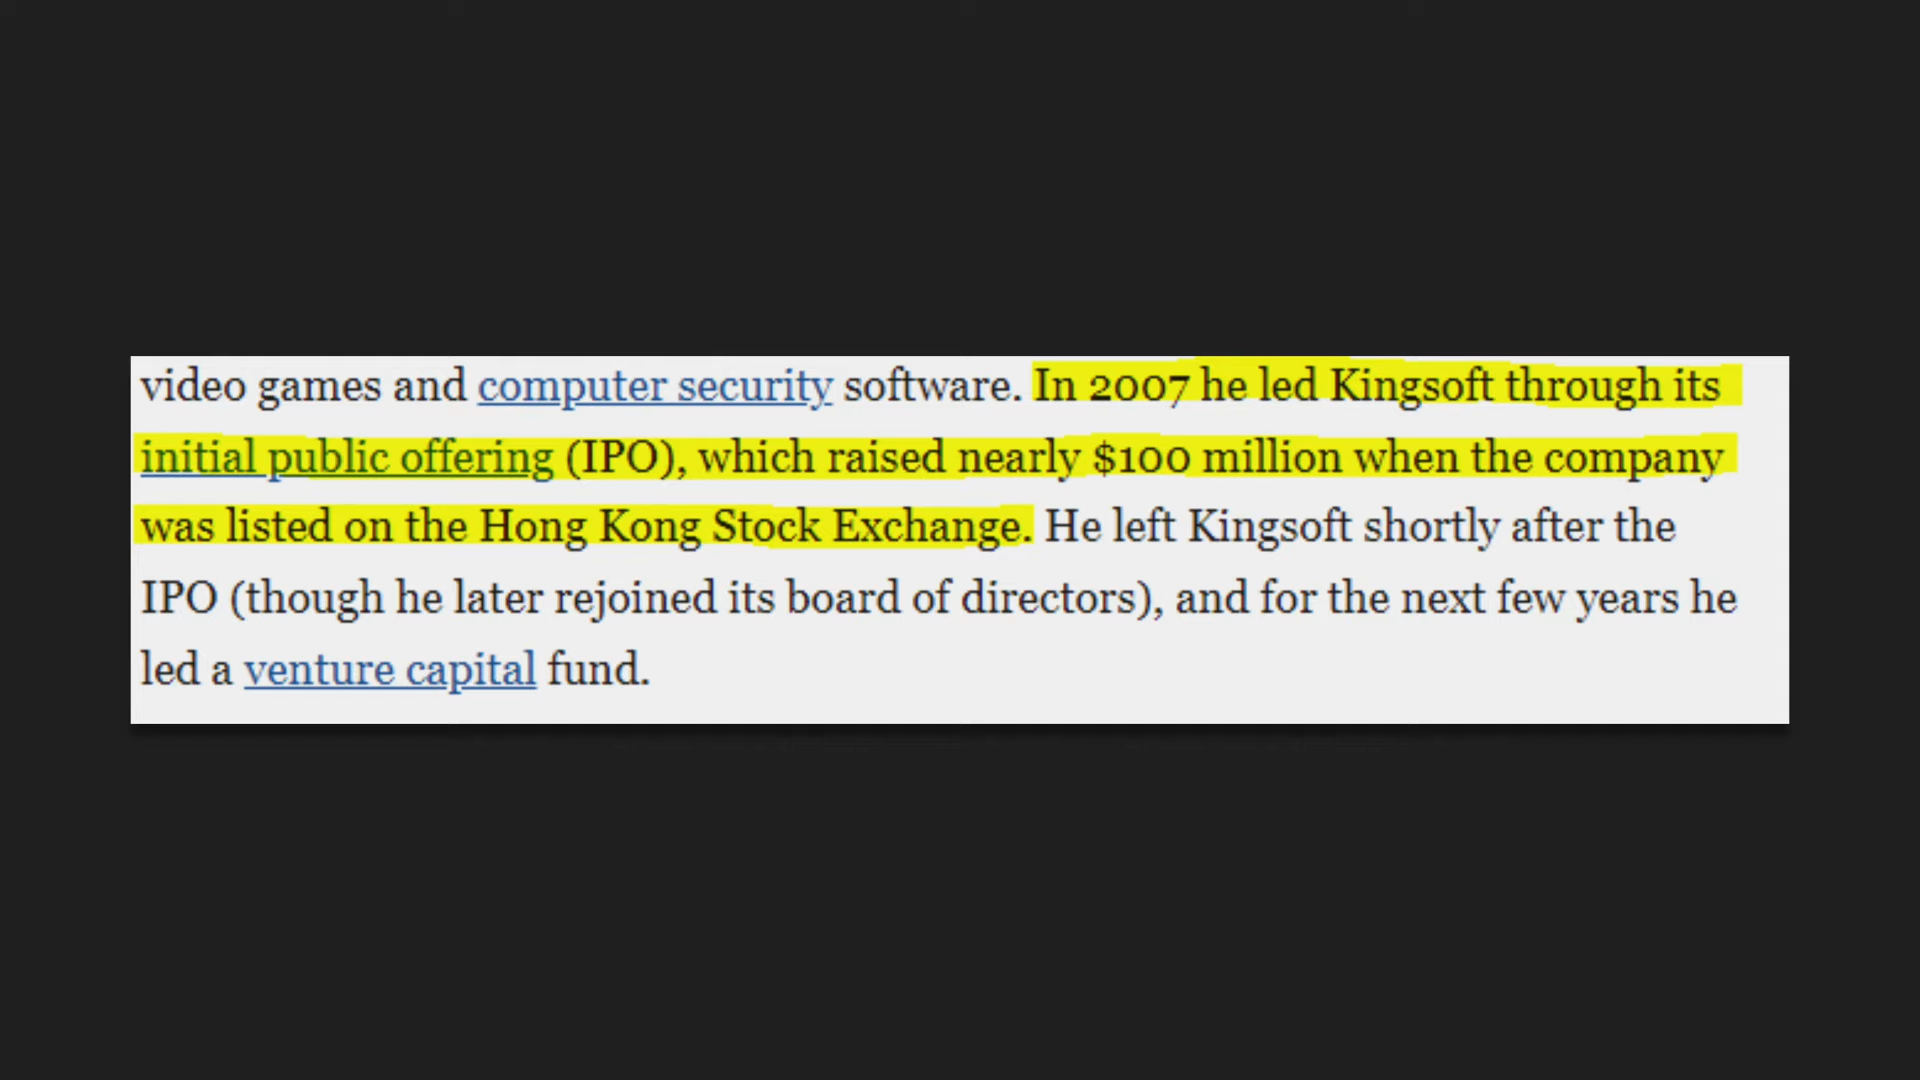 video games and computer security software. In 2007 he led Kingsoft through its
initial public offering (IPO), which raised nearly $100 million when the company
was listed on the Hong Kong Stock Exchange. He left Kingsoft shortly after the
IPO (though he later rejoined its board of directors), and for the next few years he
led a venture capital fund.